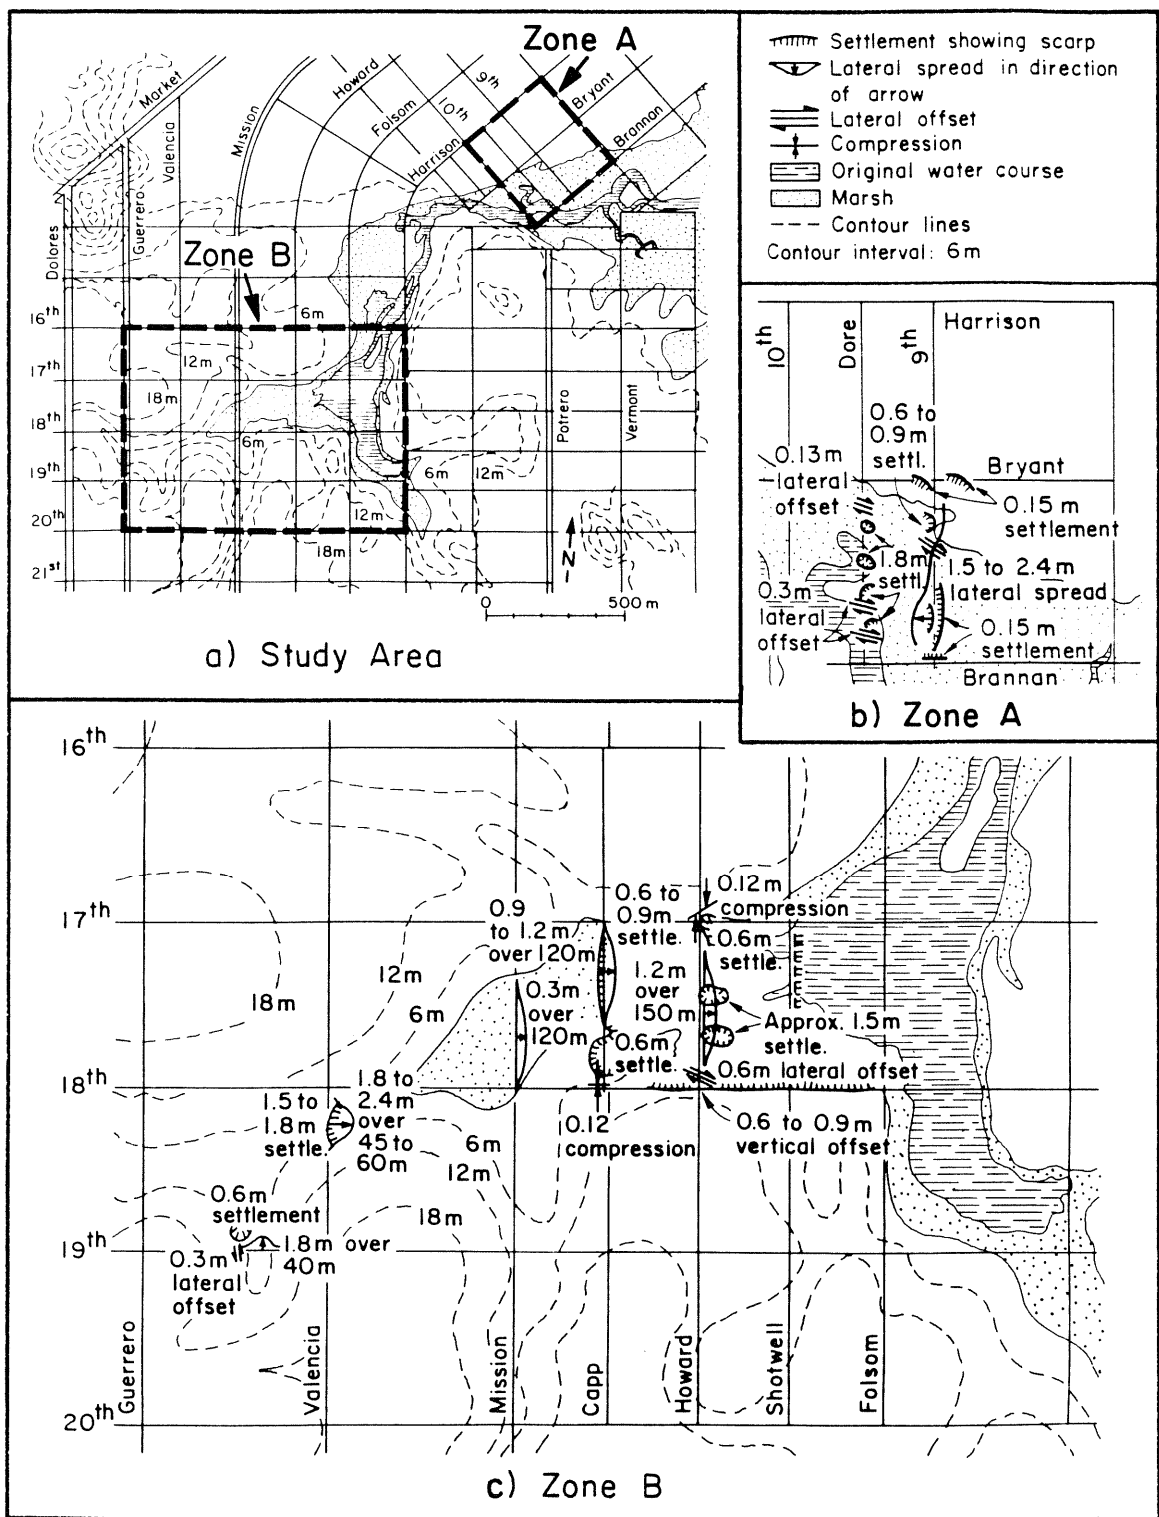 Zone A
Market
Valencia
Mission
Howard
Folsom
9th
10th
Bryant
Brannan
Harrison
Dolores
Guerrero
Zone B
16th
17th
18th
19th
20th
21st
6m
12m
18m
6m
6m
12m
12m
18m
Potrero
Vermont
N
0 500 m
a) Study Area
Settlement showing scarp
Lateral spread in direction
of arrow
Lateral offset
Compression
Original water course
Marsh
Contour lines
Contour interval: 6m
10th
Dore
9th
Harrison
0.6 to
0.9m
settl.
0.13m
lateral
offset
Bryant
0.15m
settlement
1.8m
settl.
1.5 to 2.4m
lateral spread
0.3m
lateral
offset
0.15 m
settlement
Brannan
b) Zone A
16th
17th
18th
19th
20th
0.9
to 1.2m
over 120m
0.6 to
0.9m
settle.
0.12m
compression
0.6m
settle.
12m
18m
6m
0.3m
over
120m
1.2m
over
150m
Approx. 1.5m
settle.
0.6m
settle.
0.6m lateral offset
1.5 to
1.8m
settle.
1.8 to
2.4m
over
45 to
60m
6m
12m
18m
0.12
compression
0.6 to 0.9m
vertical offset
0.6m
settlement
0.3m
lateral
offset
1.8m over
40m
Guerrero
Valencia
Mission
Capp
Howard
Shotwell
Folsom
c) Zone B